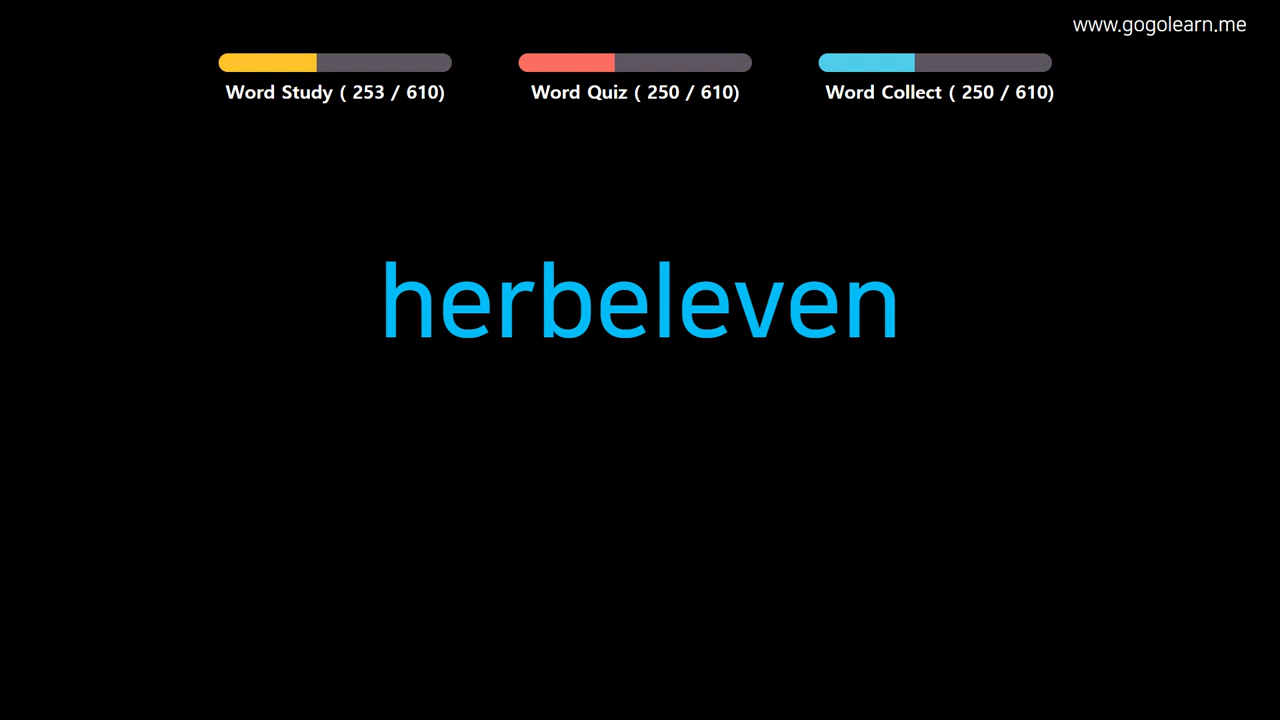 www.gogolearn.me
Word Study ( 253 / 610)
Word Quiz ( 250 / 610)
Word Collect ( 250 / 610)
herbeleven